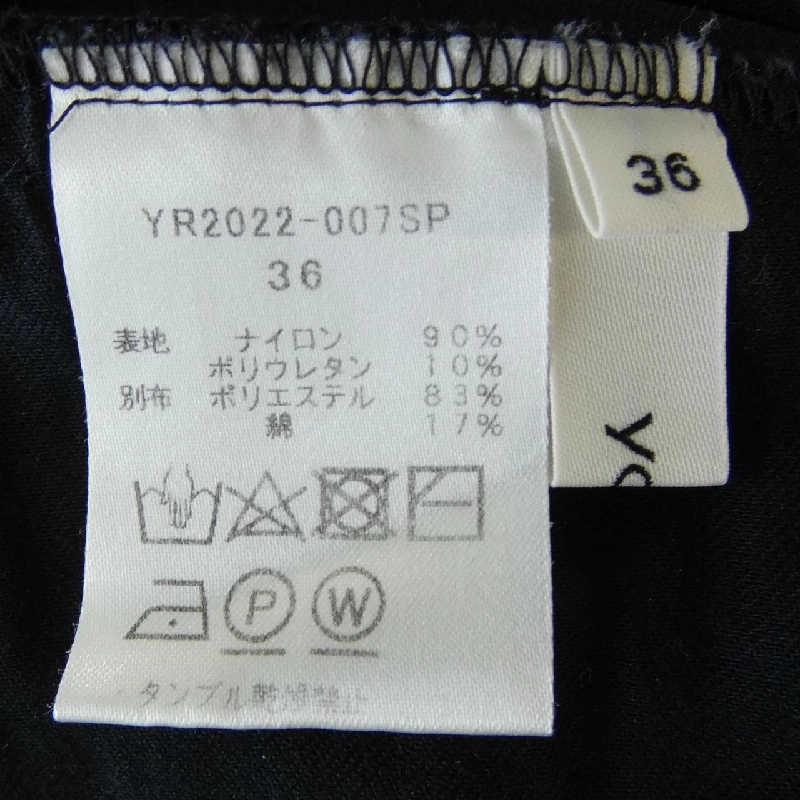 YR2022-007SP
36
表地 ナイロン 90%
ポリウレタン 10%
別布 ポリエステル 83%
綿 17%
P W
・タンブル乾燥禁止
36
yo